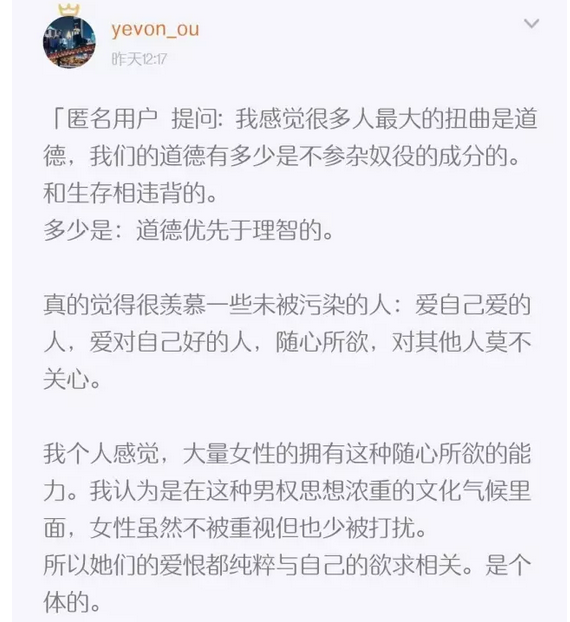 yevon_ou
昨天12:17
「匿名用户 提问: 我感觉很多人最大的扭曲是道
德，我们的道德有多少是不参杂奴役的成分的。
和生存相违背的。
多少是：道德优先于理智的。
真的觉得很羡慕一些未被污染的人：爱自己爱的
人，爱对自己好的人，随心所欲，对其他人莫不
关心。
我个人感觉，大量女性的拥有这种随心所欲的能
力。我认为是在这种男权思想浓重的文化气候里
面，女性虽然不被重视但也少被打扰。
所以她们的爱恨都纯粹与自己的欲求相关。是个
体的。